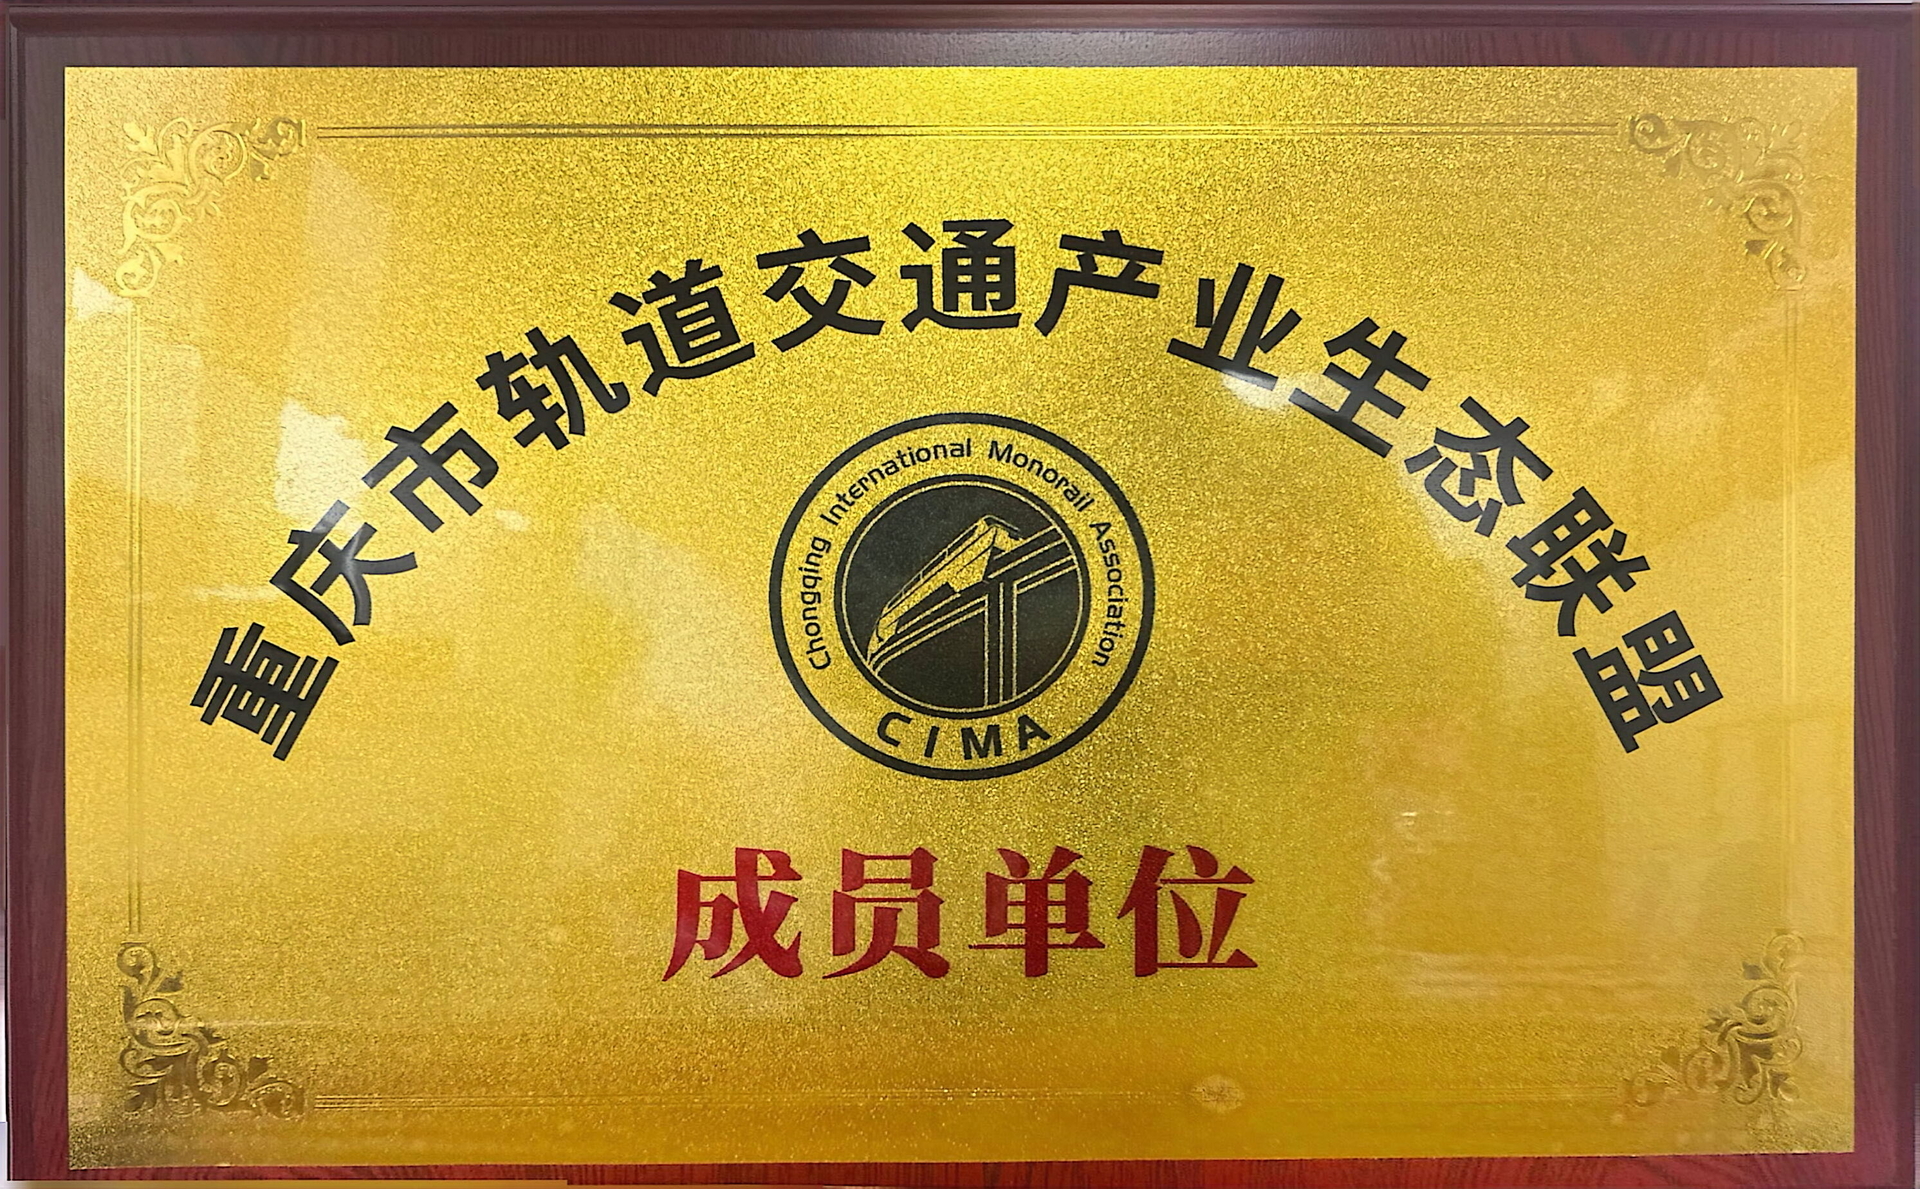 重庆市轨道交通产业生态联盟
Chongqing International Monorail Association
CIMA
成员单位